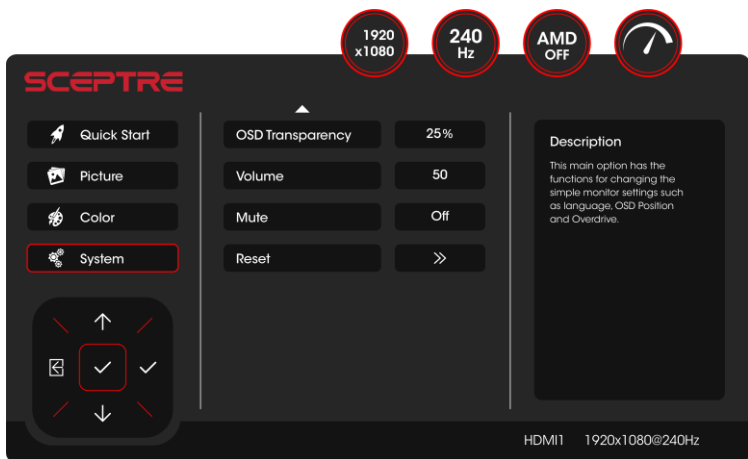 1920
x1080
240
Hz
AMD
OFF
SCEPTRE
Quick Start
Picture
Color
System
OSD Transparency 25%
Volume 50
Mute Off
Reset
Description
This main option has the
functions for changing the
simple monitor settings such
as language, OSD Position
and Overdrive.
HDMI1 1920x1080@240Hz